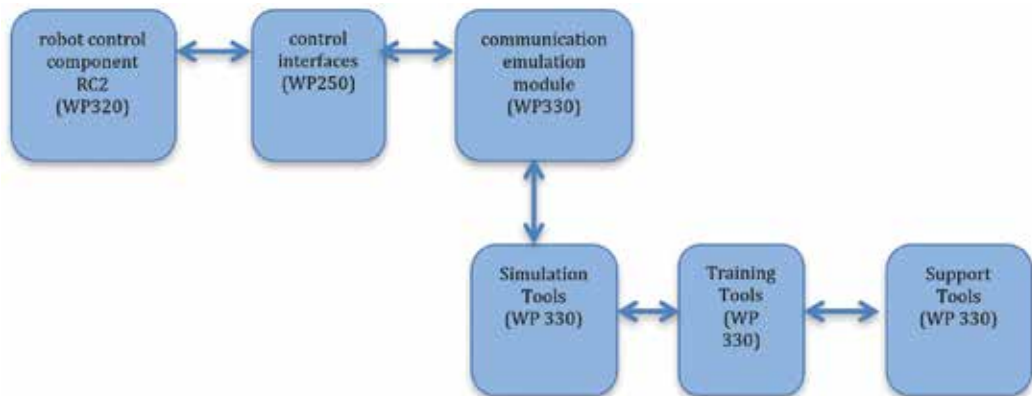 robot control
component
RC2
(WP320)
control
interfaces
(WP250)
communication
emulation
module
(WP330)
Simulation
Tools
(WP 330)
Training
Tools
(WP
330)
Support
Tools
(WP 330)